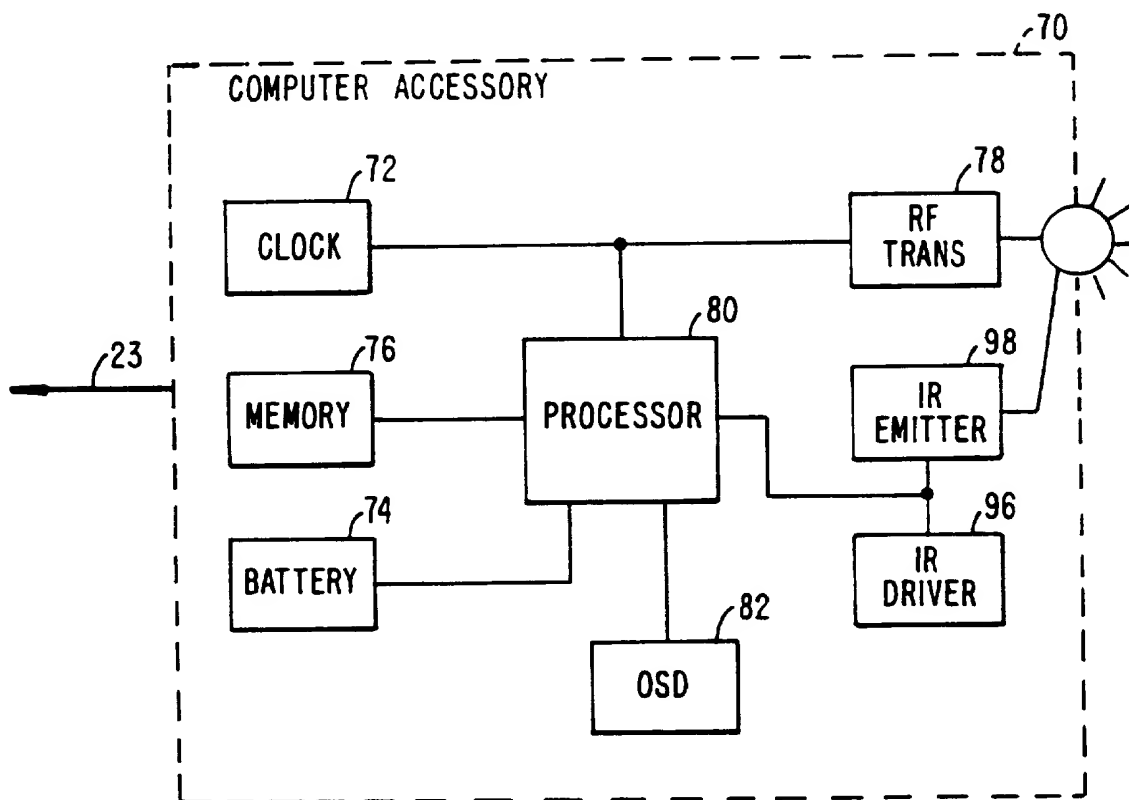 70
COMPUTER ACCESSORY
72
CLOCK
78
RF
TRANS
23
76
MEMORY
80
PROCESSOR
98
IR
EMITTER
74
BATTERY
96
IR
DRIVER
82
OSD